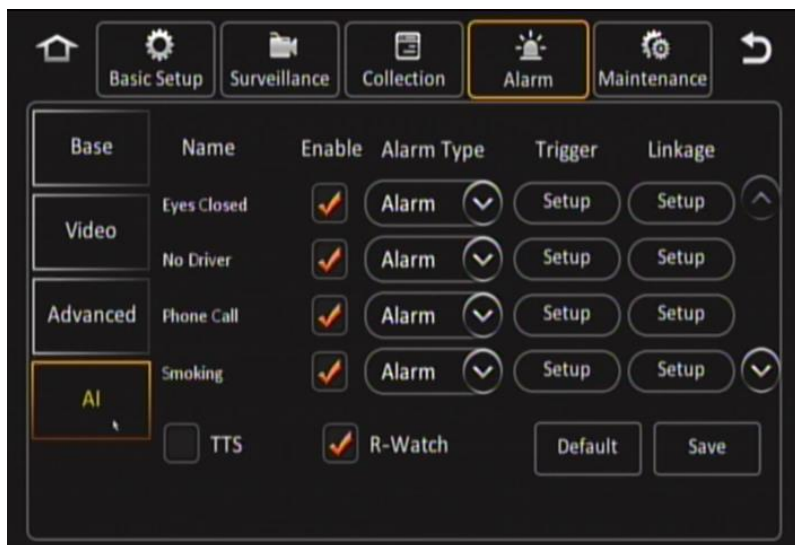 Basic Setup Surveillance Collection Alarm Maintenance
Base
Name Enable Alarm Type Trigger Linkage
Eyes Closed Alarm Setup Setup
Video
No Driver Alarm Setup Setup
Advanced
Phone Call Alarm Setup Setup
Smoking Alarm Setup Setup
AI
TTS R-Watch Default Save